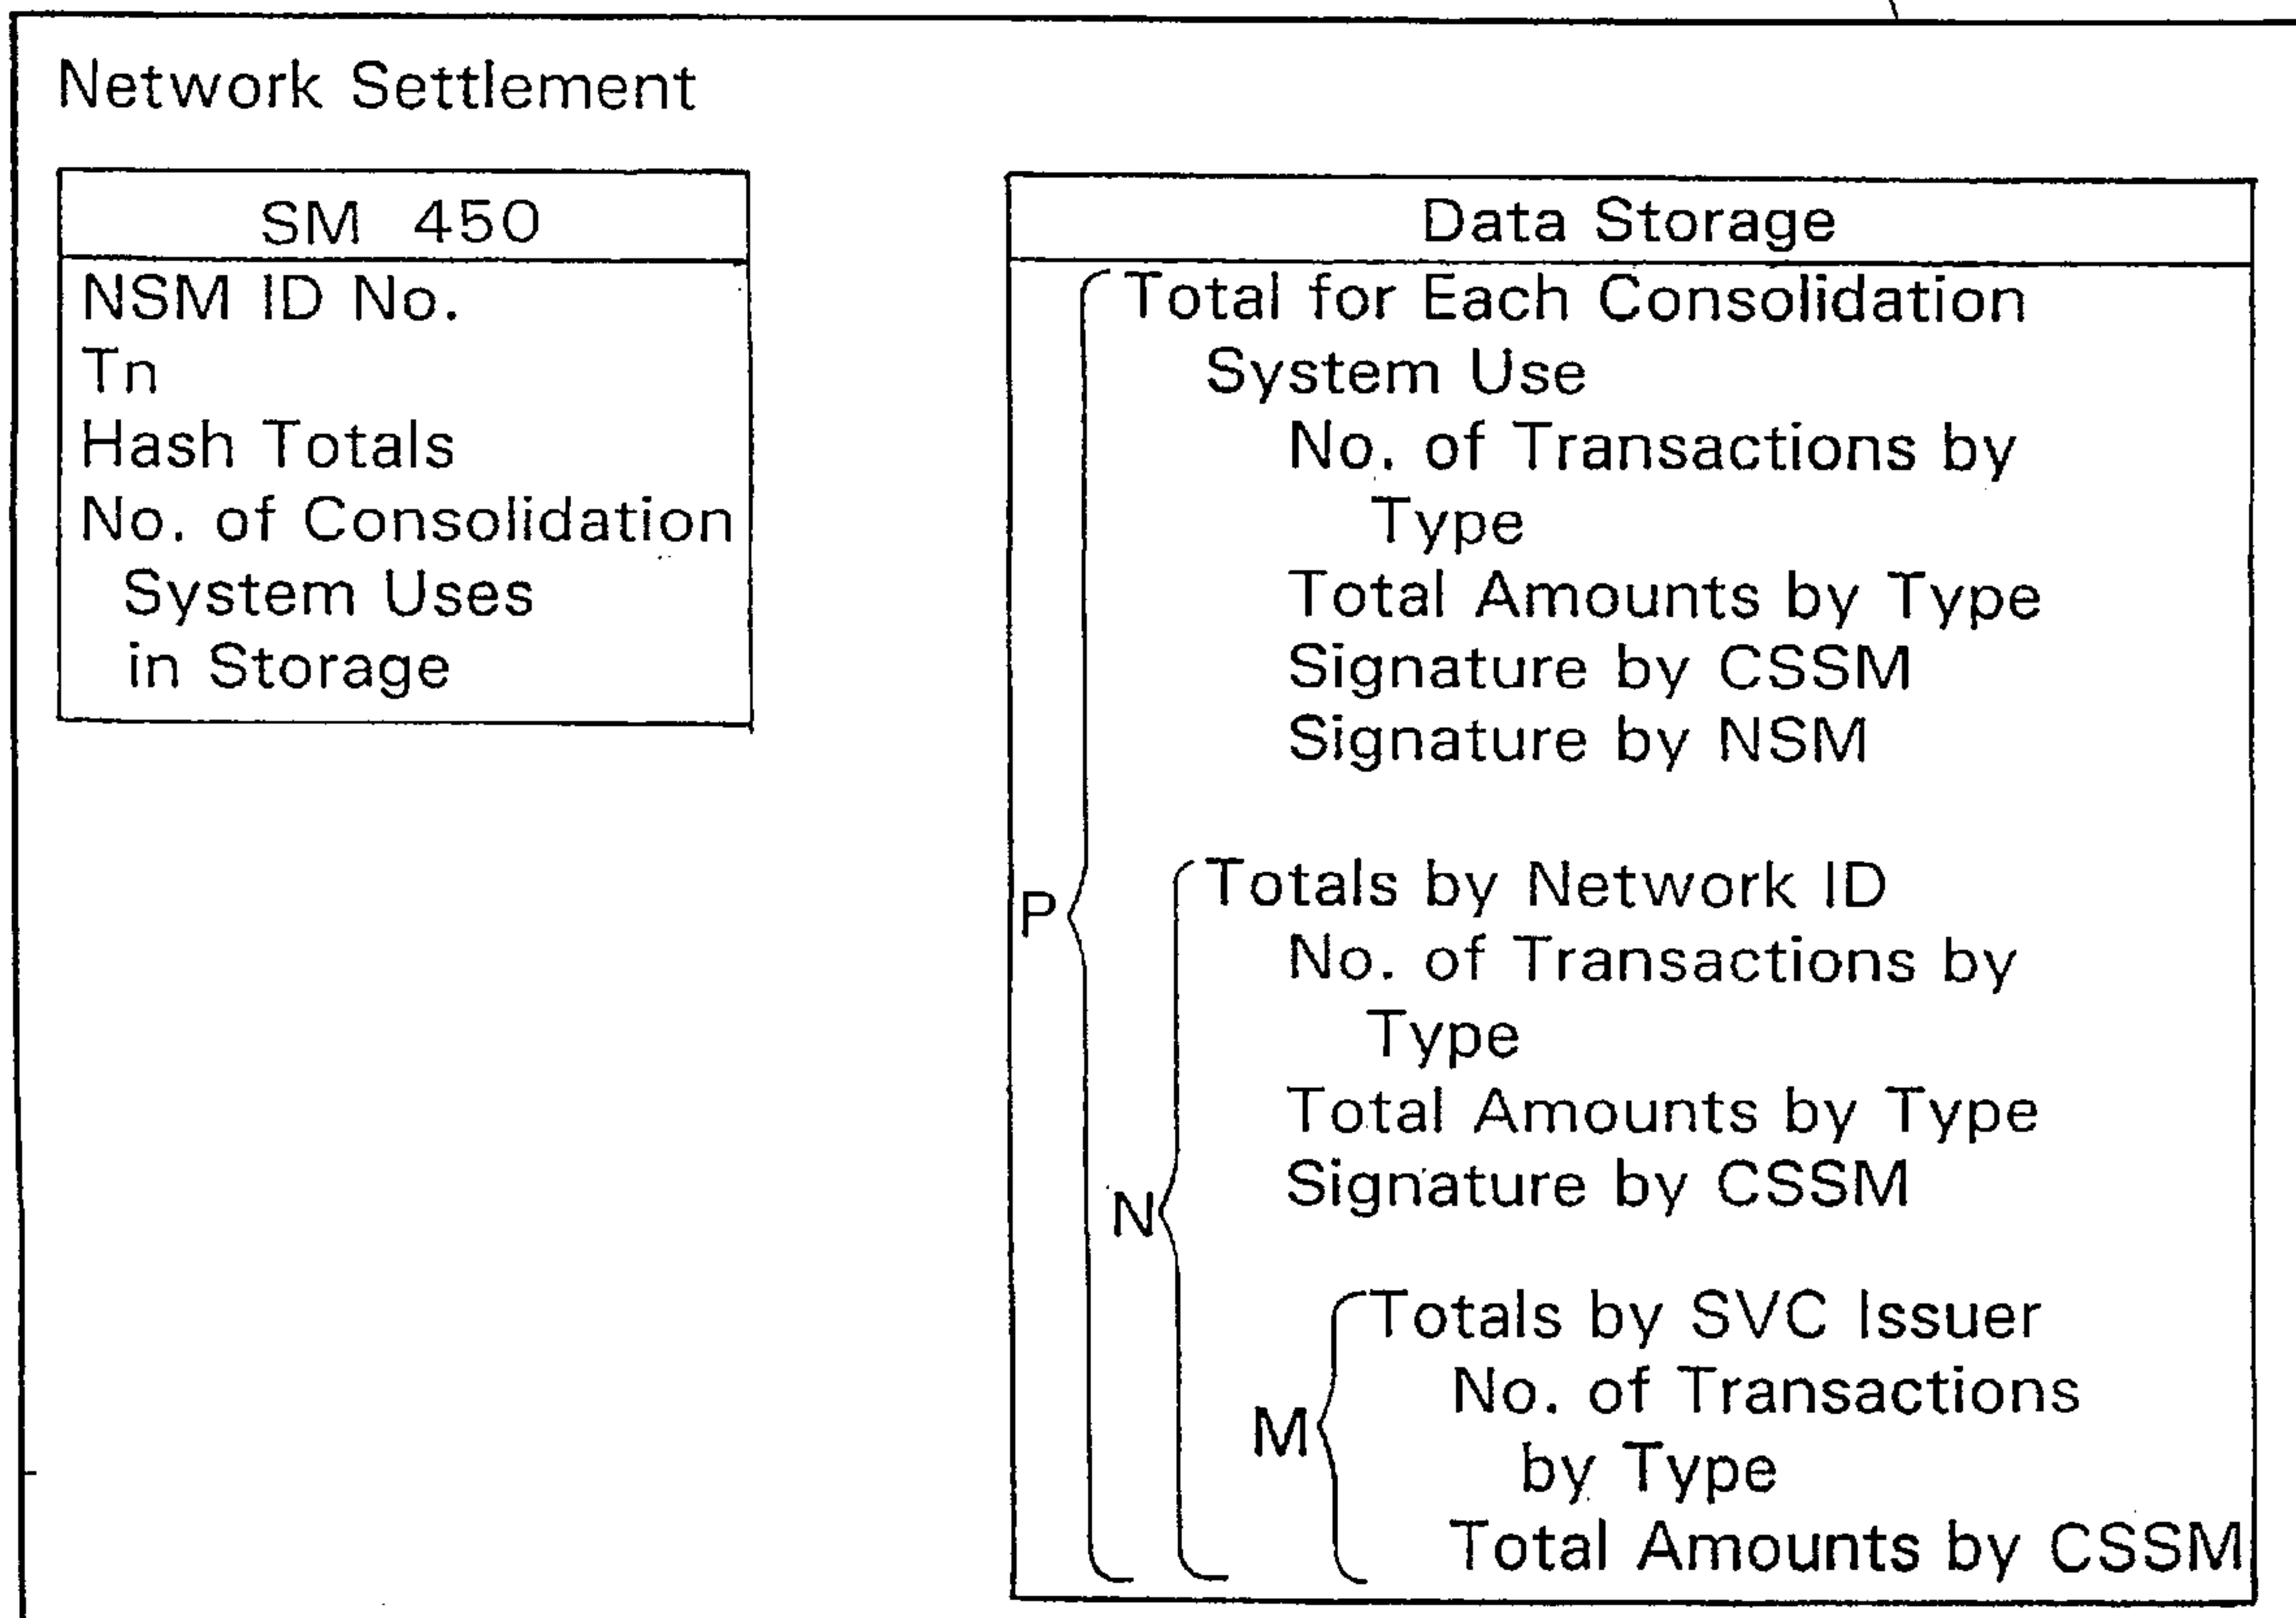 Network Settlement
SM 450
NSM ID No.
Tn
Hash Totals
No. of Consolidation
System Uses
in Storage
Data Storage
Total for Each Consolidation
System Use
No. of Transactions by
Type
Total Amounts by Type
Signature by CSSM
Signature by NSM
P
Totals by Network ID
No. of Transactions by
Type
Total Amounts by Type
Signature by CSSM
N
Totals by SVC Issuer
No. of Transactions
M
by Type
Total Amounts by CSSM